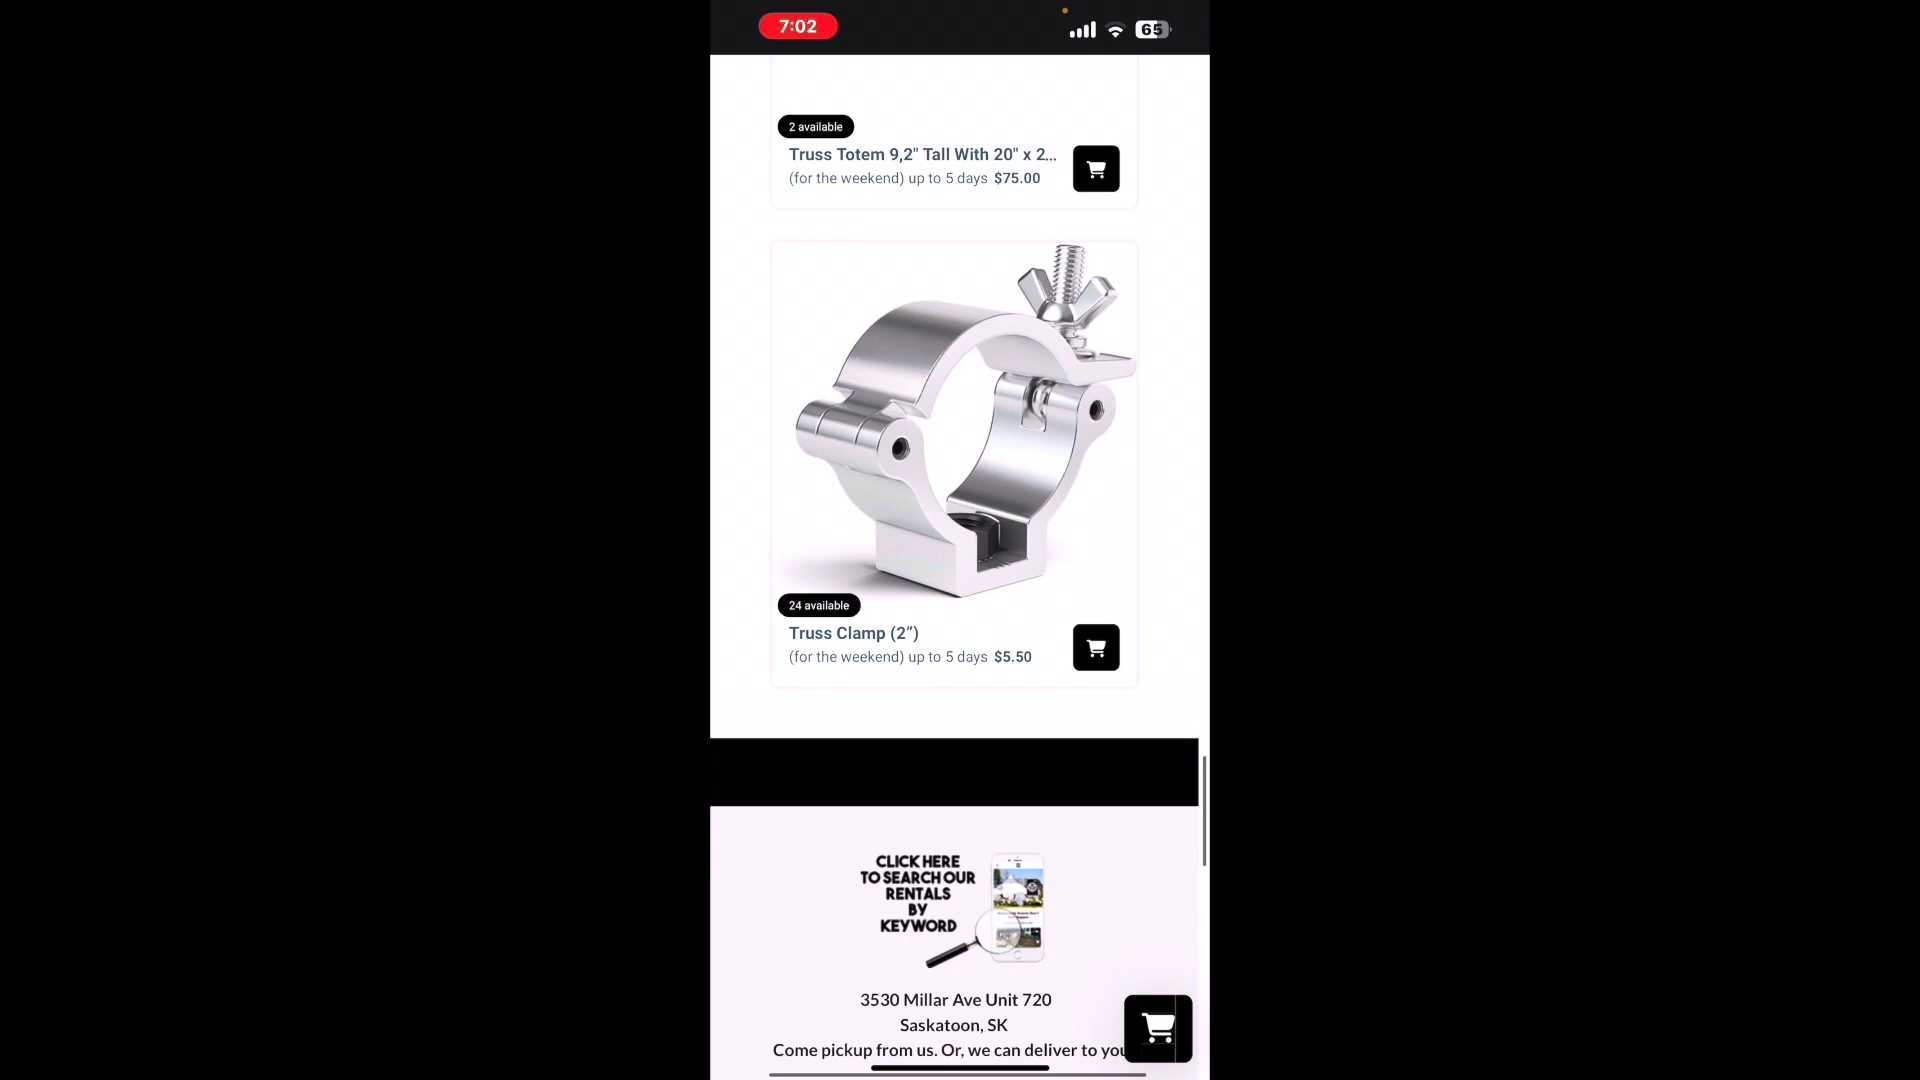 7:02
65
2 available
Truss Totem 9,2" Tall With 20" x 2...
(for the weekend) up to 5 days $75.00
24 available
Truss Clamp (2”)
(for the weekend) up to 5 days $5.50
CLICK HERE
TO SEARCH OUR
RENTALS
BY
KEYWORD
3530 Millar Ave Unit 720
Saskatoon, SK
Come pickup from us. Or, we can deliver to you